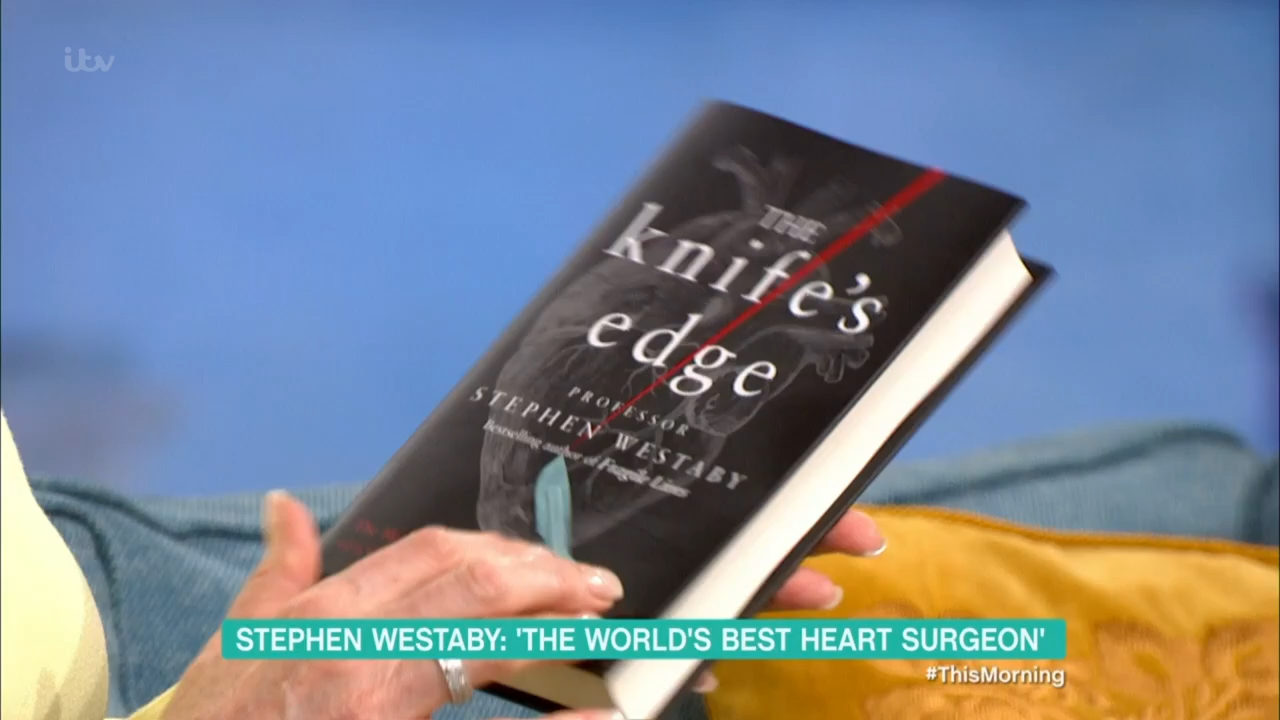 itv
THE
knife's
edge
PROFESSOR
STEPHEN WESTABY
Bestselling author of Fragile Lives
STEPHEN WESTABY: 'THE WORLD'S BEST HEART SURGEON'
#ThisMorning